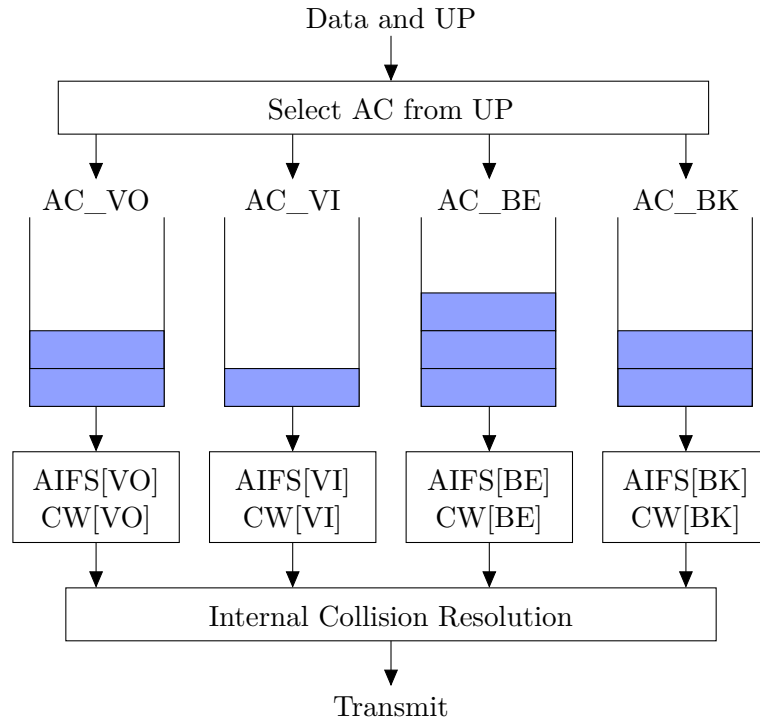 Data and UP
Select AC from UP
AC_VO
AC_VI
AC_BE
AC_BK
AIFS[VO]
CW[VO]
AIFS[VI]
CW[VI]
AIFS[BE]
CW[BE]
AIFS[BK]
CW[BK]
Internal Collision Resolution
Transmit